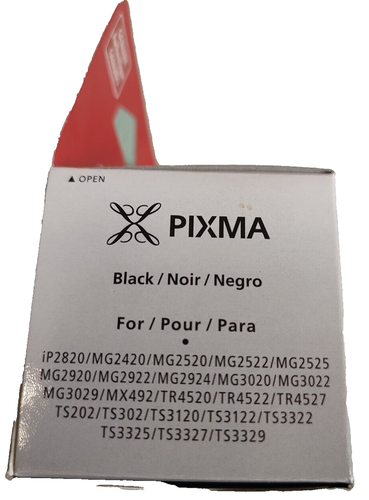 ▲ OPEN
PIXMA
Black / Noir / Negro
For / Pour / Para
iP2820/MG2420/MG2520/MG2522/MG2525
MG2920/MG2922/MG2924/MG3020/MG3022
MG3029/MX492/TR4520/TR4522/TR4527
TS202/TS302/TS3120/TS3122/TS3322
TS3325/TS3327/TS3329